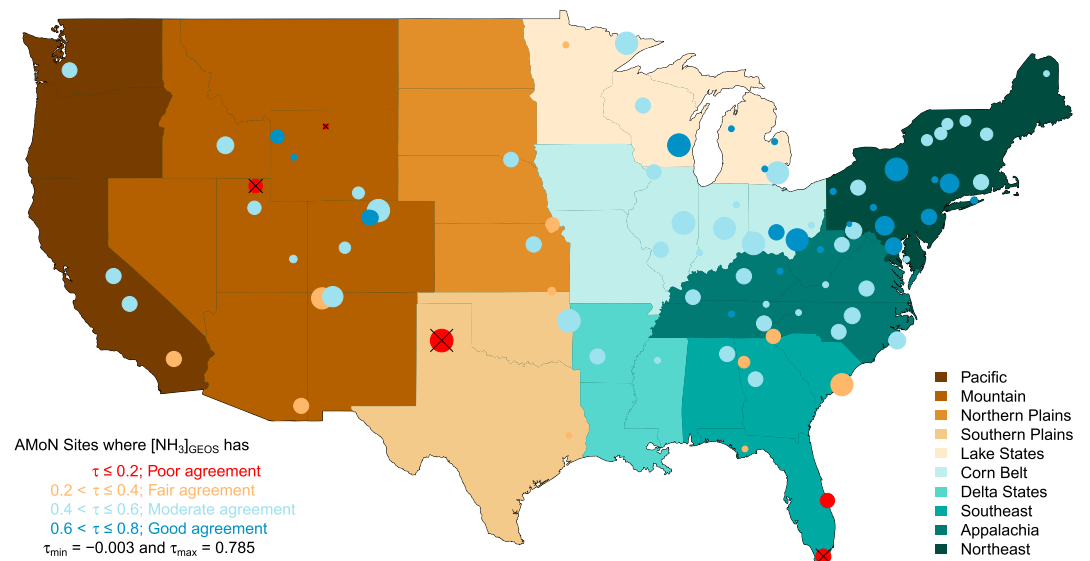 AMoN Sites where [NH₃]GEOS has
τ ≤ 0.2; Poor agreement
0.2 < τ ≤ 0.4; Fair agreement
0.4 < τ ≤ 0.6; Moderate agreement
0.6 < τ ≤ 0.8; Good agreement
τmin = −0.003 and τmax = 0.785
Pacific
Mountain
Northern Plains
Southern Plains
Lake States
Corn Belt
Delta States
Southeast
Appalachia
Northeast